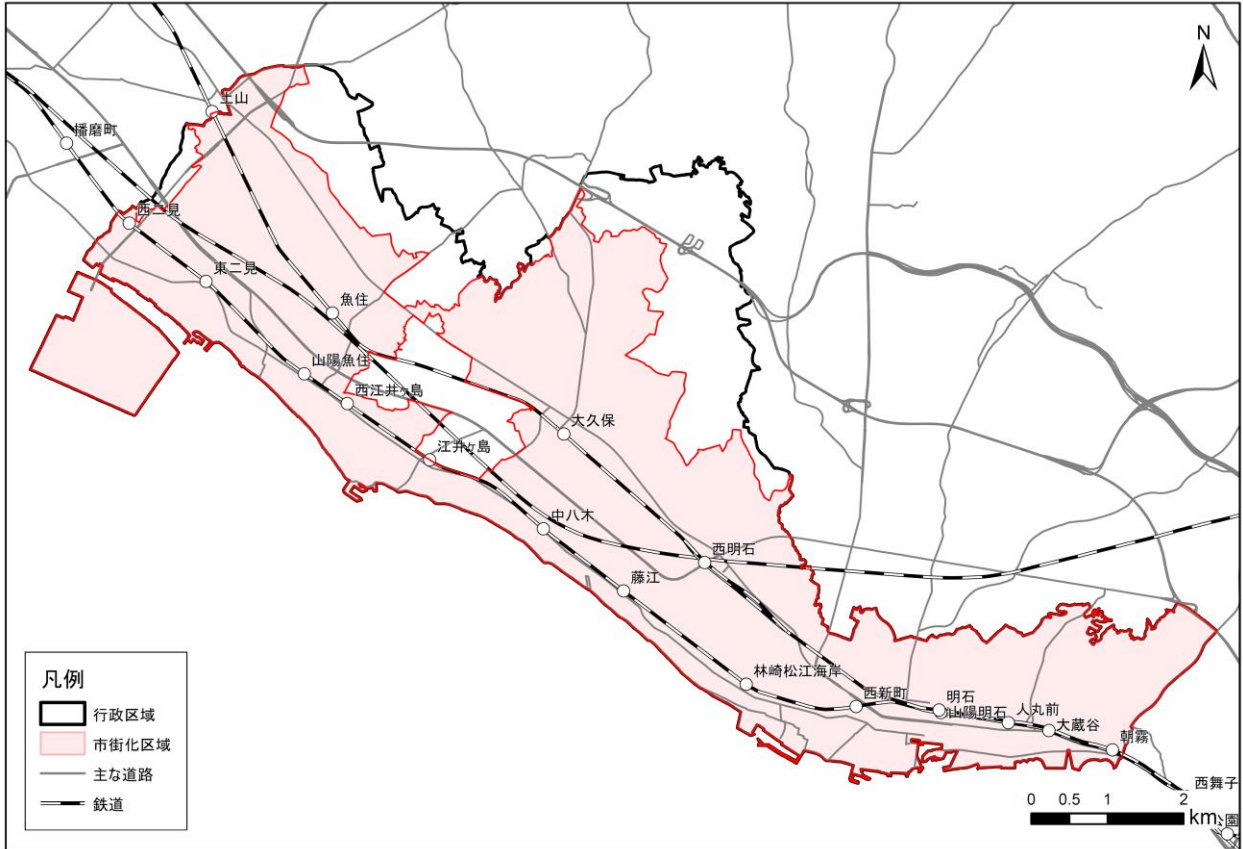 N
土山
播磨町
西二見
東二見
魚住
山陽魚住
西江井ヶ島
大久保
江井ヶ島
中八木
西明石
藤江
林崎松江海岸
西新町
明石
山陽明石
人丸前
大蔵谷
朝霧
西舞子
園
凡例
行政区域
市街化区域
主な道路
鉄道
0 0.5 1 2
km